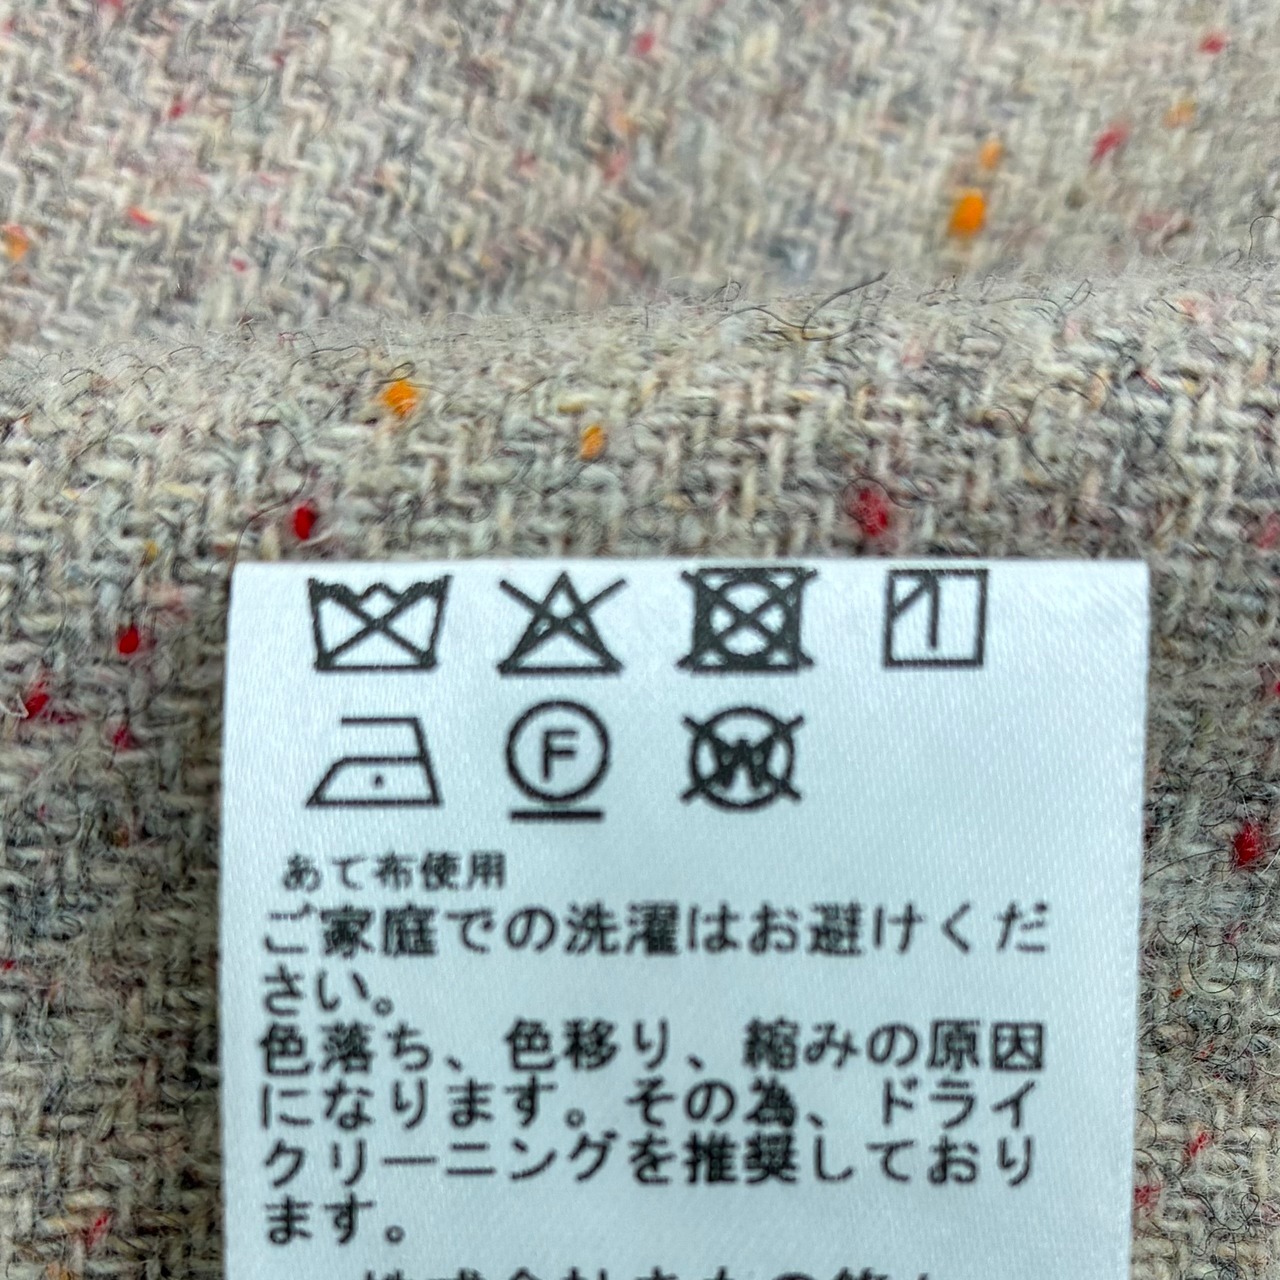 F
W
あて布使用
ご家庭での洗濯はお避けくだ
さい。
色落ち、色移り、縮みの原因
になります。その為、ドライ
クリーニングを推奨しており
ます。